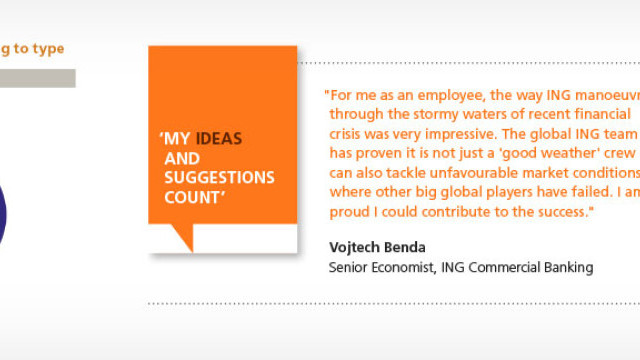 g to type
'MY IDEAS
AND
SUGGESTIONS
COUNT'
"For me as an employee, the way ING manoeuvr
through the stormy waters of recent financial
crisis was very impressive. The global ING team
has proven it is not just a 'good weather' crew
can also tackle unfavourable market conditions
where other big global players have failed. I am
proud I could contribute to the success."
Vojtech Benda
Senior Economist, ING Commercial Banking